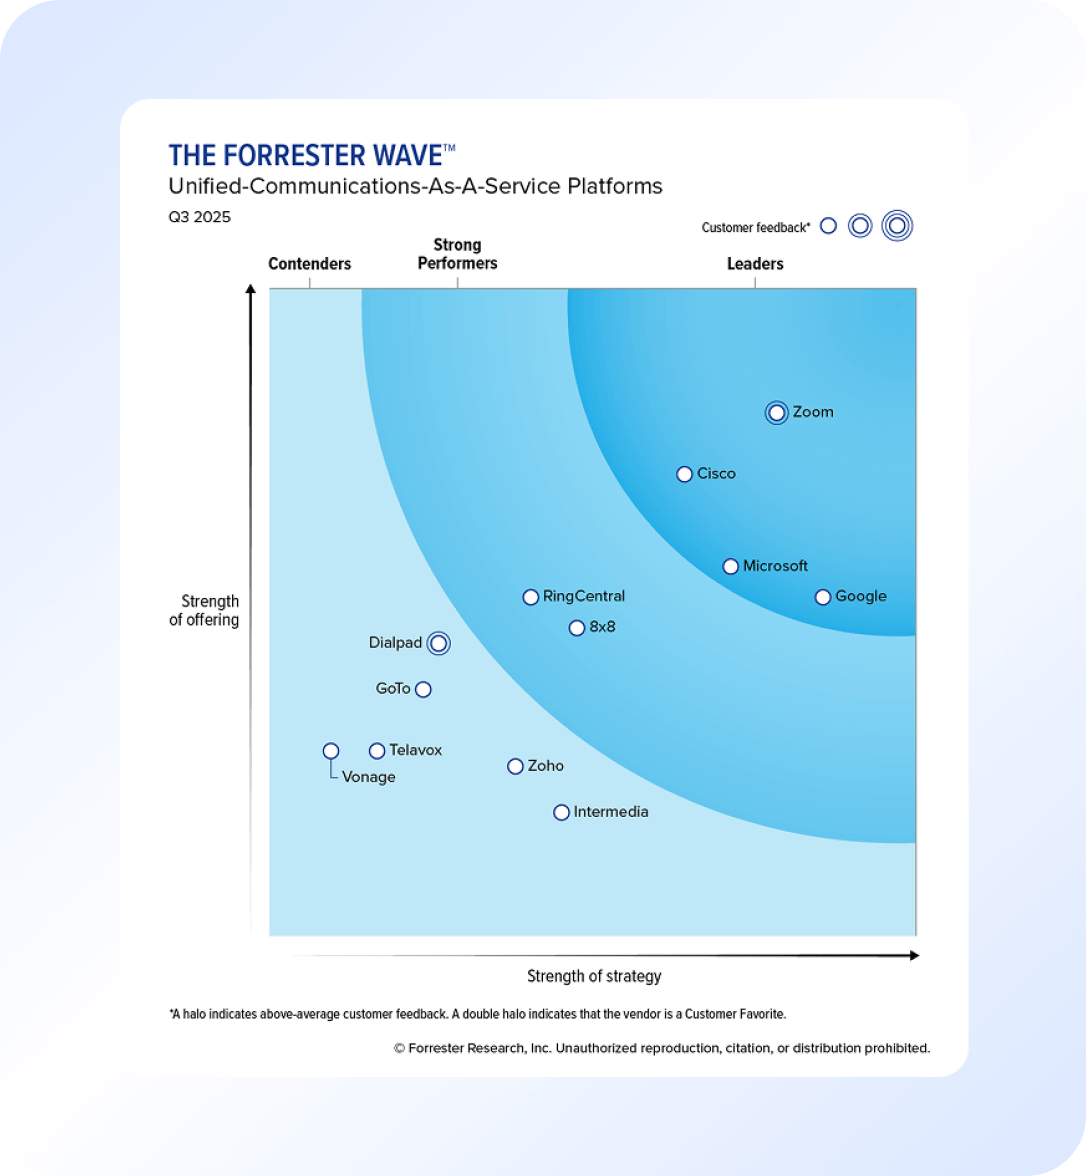 THE FORRESTER WAVE™
Unified-Communications-As-A-Service Platforms
Q3 2025
Customer feedback*
Contenders
Strong
Performers
Leaders
Zoom
Cisco
Microsoft
Google
RingCentral
8x8
Dialpad
GoTo
Telavox
Vonage
Zoho
Intermedia
Strength
of offering
Strength of strategy
*A halo indicates above-average customer feedback. A double halo indicates that the vendor is a Customer Favorite.
© Forrester Research, Inc. Unauthorized reproduction, citation, or distribution prohibited.